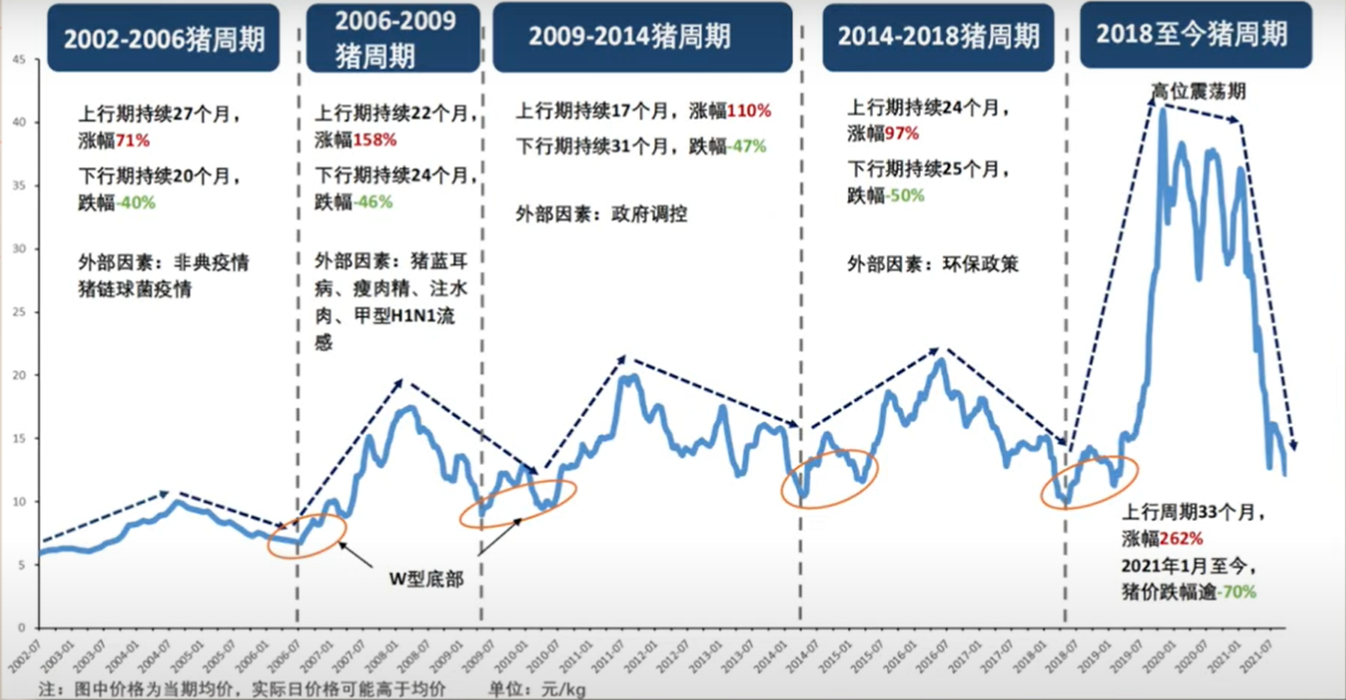 2002-2006猪周期
2006-2009
猪周期
2009-2014猪周期
2014-2018猪周期
2018至今猪周期
上行期持续27个月，
涨幅71%
下行期持续20个月，
跌幅-40%
外部因素：非典疫情
猪链球菌疫情
上行期持续22个月，
涨幅158%
下行期持续24个月，
跌幅-46%
外部因素：猪蓝耳
病、瘦肉精、注水
肉、甲型H1N1流
感
上行期持续17个月，涨幅110%
下行期持续31个月，跌幅-47%
外部因素：政府调控
上行期持续24个月，
涨幅97%
下行期持续25个月，
跌幅-50%
外部因素：环保政策
高位震荡期
上行周期33个月，
涨幅262%
2021年1月至今，
猪价跌幅逾-70%
W型底部
45
40
35
30
25
20
15
10
5
0
2002-07
2003-01
2003-07
2004-01
2004-07
2005-01
2005-07
2006-01
2006-07
2007-01
2007-07
2008-01
2008-07
2009-01
2009-07
2010-01
2010-07
2011-01
2011-07
2012-01
2012-07
2013-01
2013-07
2014-01
2014-07
2015-01
2015-07
2016-01
2016-07
2017-01
2017-07
2018-01
2018-07
2019-01
2019-07
2020-01
2020-07
2021-01
2021-07
注：图中价格为当期均价，实际日价格可能高于均价 单位：元/kg